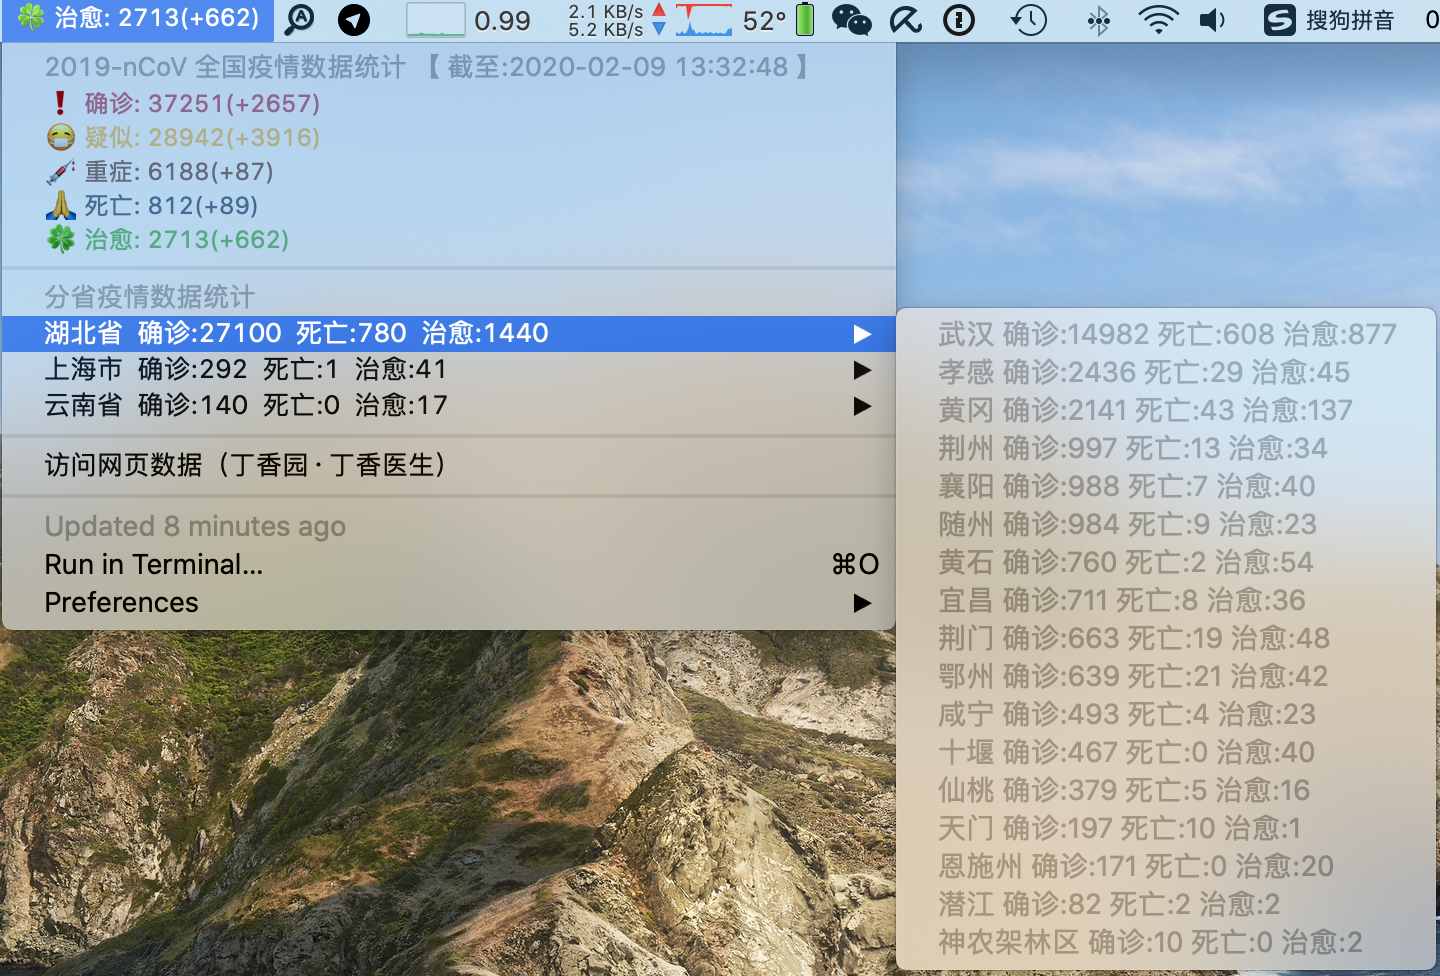 治愈: 2713(+662)
0.99
2.1 KB/s
5.2 KB/s
52°
搜狗拼音
0
2019-nCoV 全国疫情数据统计 【 截至:2020-02-09 13:32:48 】
确诊: 37251(+2657)
疑似: 28942(+3916)
重症: 6188(+87)
死亡: 812(+89)
治愈: 2713(+662)
分省疫情数据统计
湖北省 确诊:27100 死亡:780 治愈:1440
上海市 确诊:292 死亡:1 治愈:41
云南省 确诊:140 死亡:0 治愈:17
访问网页数据（丁香园 · 丁香医生）
Updated 8 minutes ago
Run in Terminal... ⌘O
Preferences
武汉 确诊:14982 死亡:608 治愈:877
孝感 确诊:2436 死亡:29 治愈:45
黄冈 确诊:2141 死亡:43 治愈:137
荆州 确诊:997 死亡:13 治愈:34
襄阳 确诊:988 死亡:7 治愈:40
随州 确诊:984 死亡:9 治愈:23
黄石 确诊:760 死亡:2 治愈:54
宜昌 确诊:711 死亡:8 治愈:36
荆门 确诊:663 死亡:19 治愈:48
鄂州 确诊:639 死亡:21 治愈:42
咸宁 确诊:493 死亡:4 治愈:23
十堰 确诊:467 死亡:0 治愈:40
仙桃 确诊:379 死亡:5 治愈:16
天门 确诊:197 死亡:10 治愈:1
恩施州 确诊:171 死亡:0 治愈:20
潜江 确诊:82 死亡:2 治愈:2
神农架林区 确诊:10 死亡:0 治愈:2